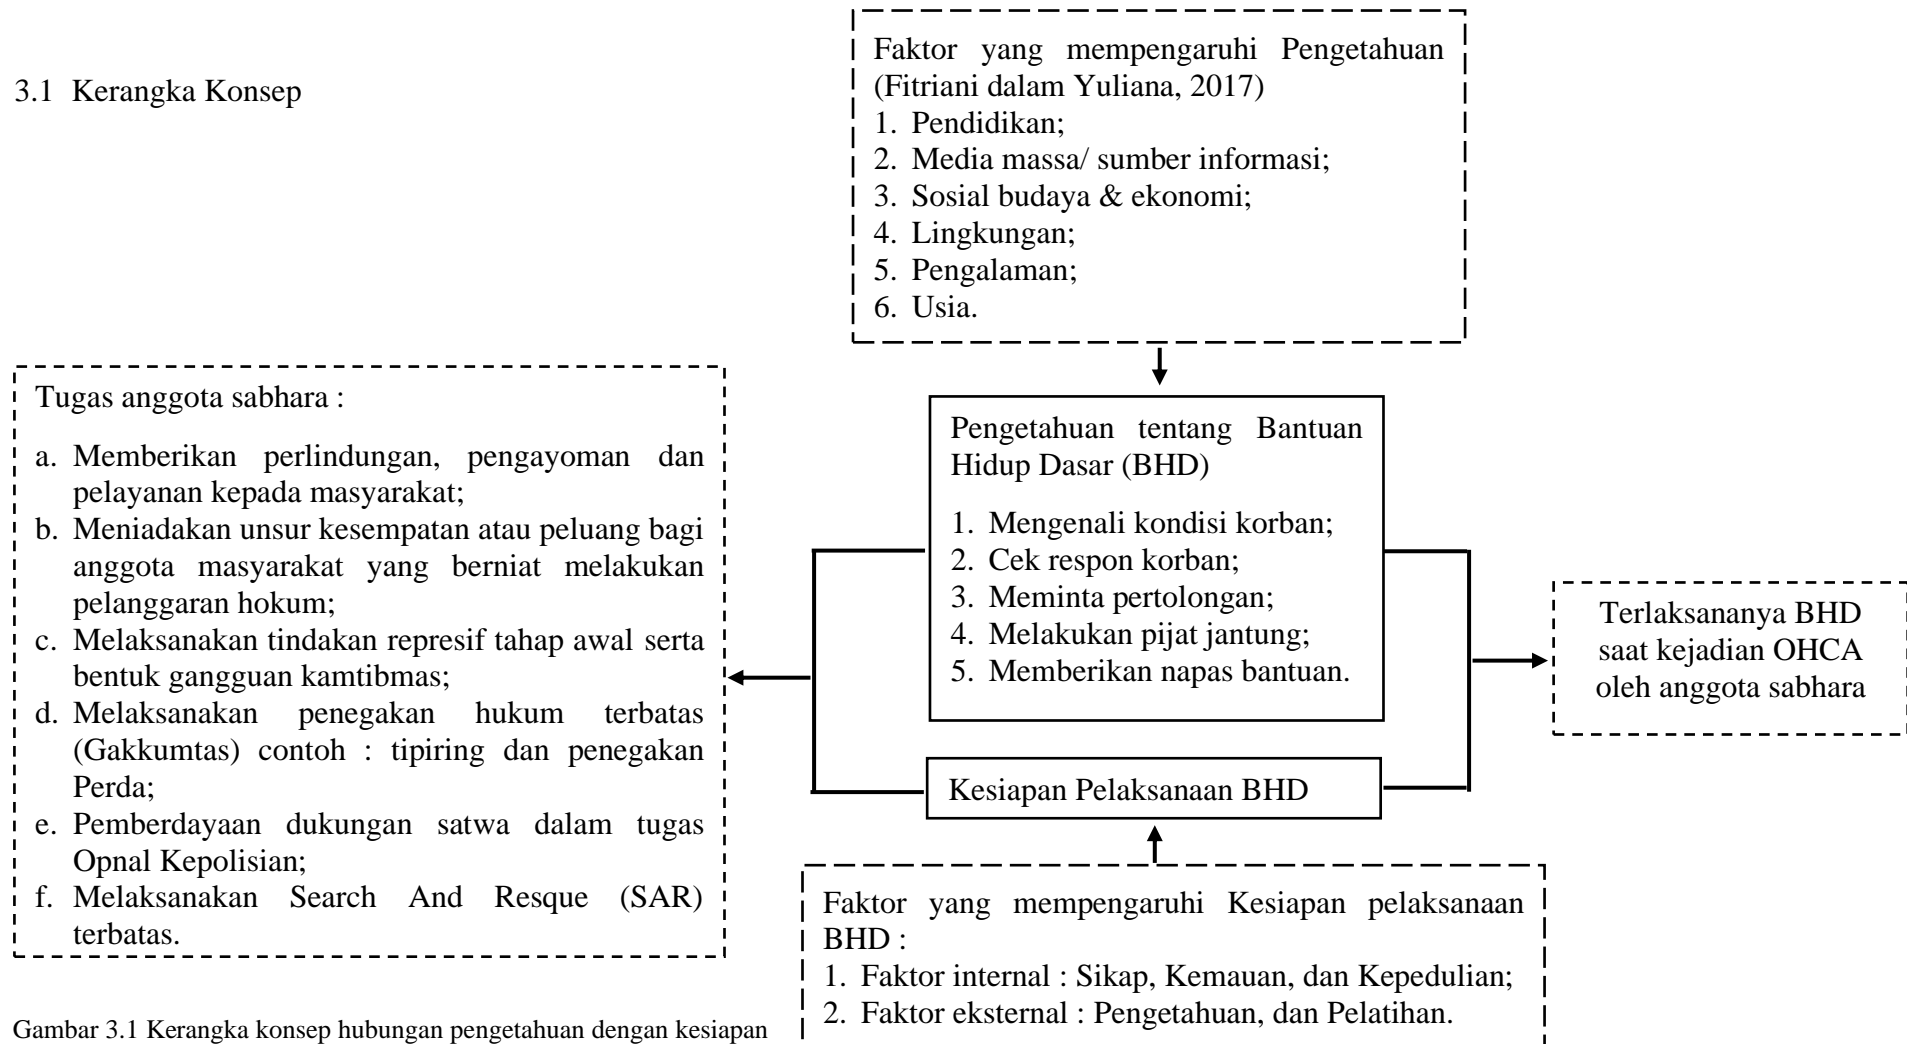 3.1 Kerangka Konsep
Faktor yang mempengaruhi Pengetahuan
(Fitriani dalam Yuliana, 2017)
1. Pendidikan;
2. Media massa/ sumber informasi;
3. Sosial budaya & ekonomi;
4. Lingkungan;
5. Pengalaman;
6. Usia.
Tugas anggota sabhara :
a. Memberikan perlindungan, pengayoman dan
pelayanan kepada masyarakat;
b. Meniadakan unsur kesempatan atau peluang bagi
anggota masyarakat yang berniat melakukan
pelanggaran hokum;
c. Melaksanakan tindakan represif tahap awal serta
bentuk gangguan kamtibmas;
d. Melaksanakan penegakan hukum terbatas
(Gakkumtas) contoh : tipiring dan penegakan
Perda;
e. Pemberdayaan dukungan satwa dalam tugas
Opnal Kepolisian;
f. Melaksanakan Search And Resque (SAR)
terbatas.
Pengetahuan tentang Bantuan
Hidup Dasar (BHD)
1. Mengenali kondisi korban;
2. Cek respon korban;
3. Meminta pertolongan;
4. Melakukan pijat jantung;
5. Memberikan napas bantuan.
Kesiapan Pelaksanaan BHD
Terlaksananya BHD
saat kejadian OHCA
oleh anggota sabhara
Faktor yang mempengaruhi Kesiapan pelaksanaan
BHD :
1. Faktor internal : Sikap, Kemauan, dan Kepedulian;
2. Faktor eksternal : Pengetahuan, dan Pelatihan.
Gambar 3.1 Kerangka konsep hubungan pengetahuan dengan kesiapan